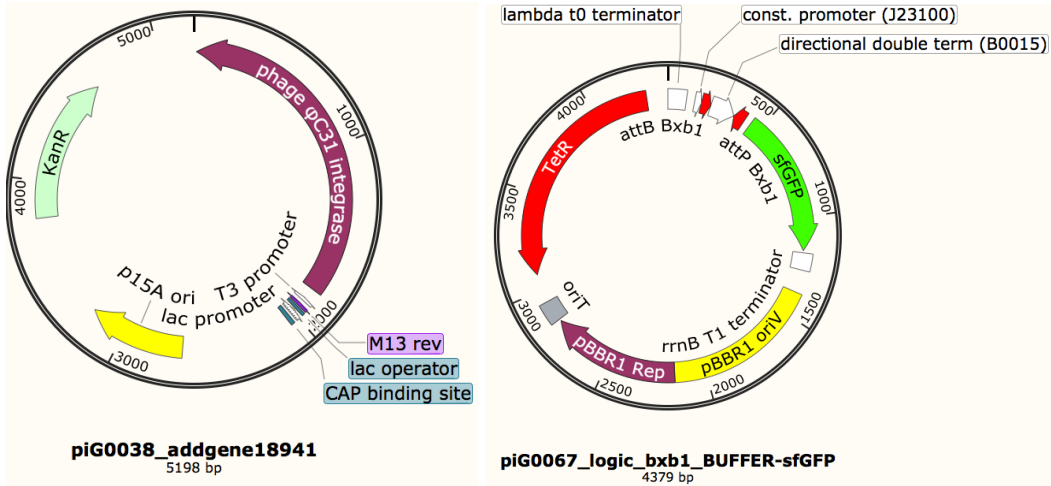 5000
1000
2000
3000
4000
phage φC31 integrase
KanR
p15A ori
T3 promoter
lac promoter
M13 rev
lac operator
CAP binding site
piG0038_addgene18941
5198 bp
lambda t0 terminator
const. promoter (J23100)
directional double term (B0015)
500
1000
1500
2000
2500
3000
3500
4000
attB Bxb1
attP Bxb1
sfGFP
TetR
rrnB T1 terminator
pBBR1 oriV
pBBR1 Rep
oriT
piG0067_logic_bxb1_BUFFER-sfGFP
4379 bp